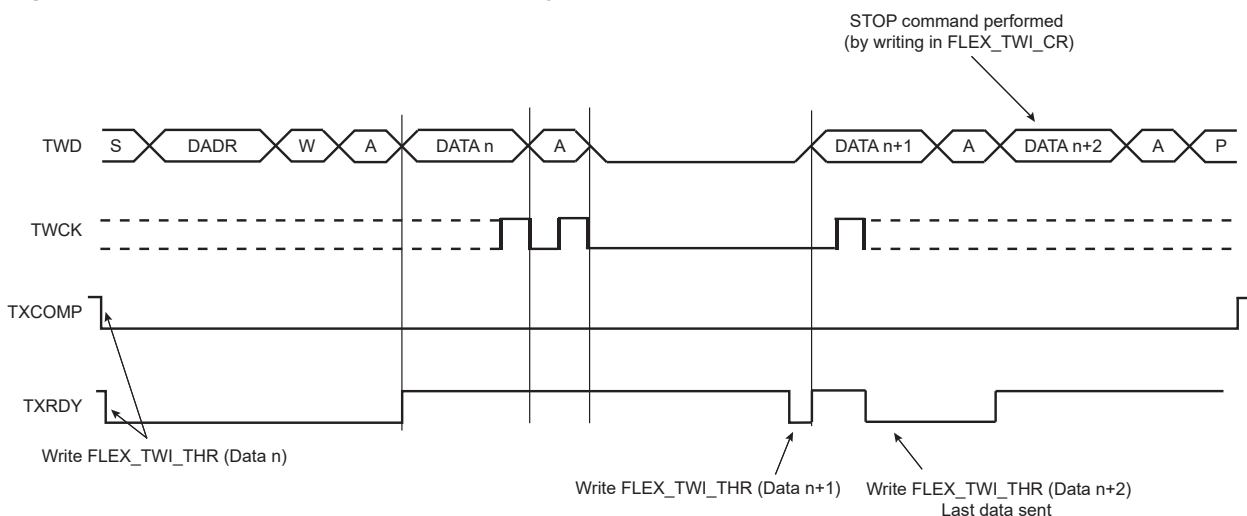 STOP command performed
(by writing in FLEX_TWI_CR)
TWD S DADR W A DATA n A DATA n+1 A DATA n+2 A P
TWCK
TXCOMP
TXRDY
Write FLEX_TWI_THR (Data n)
Write FLEX_TWI_THR (Data n+1) Write FLEX_TWI_THR (Data n+2)
Last data sent